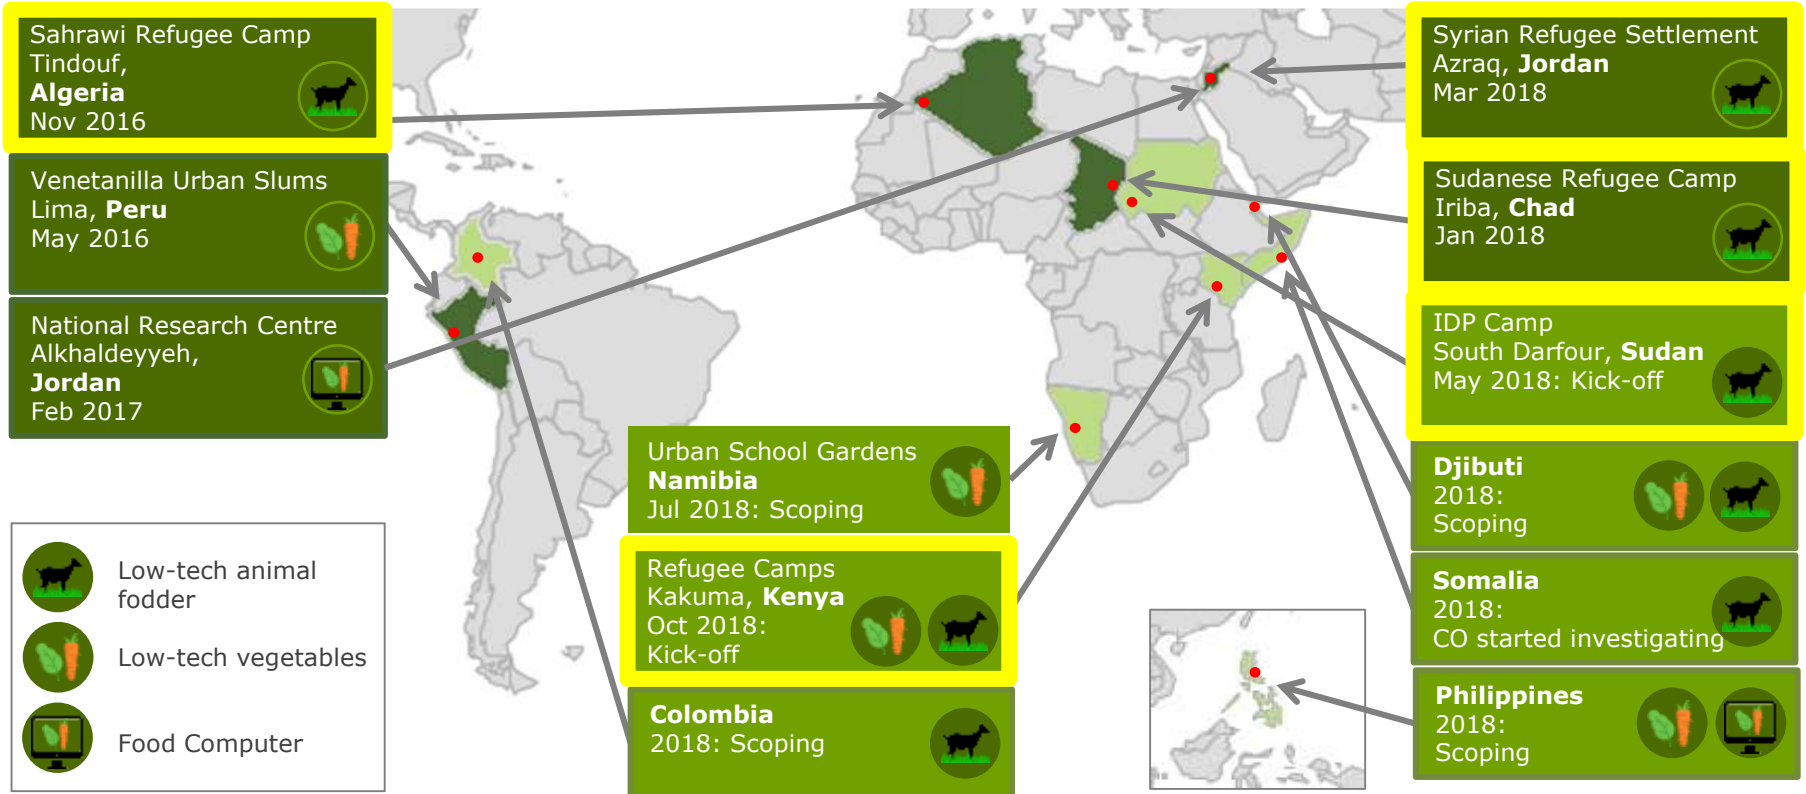 Sahrawi Refugee Camp
Tindouf,
Algeria
Nov 2016
Venetanilla Urban Slums
Lima, Peru
May 2016
National Research Centre
Alkhaldeyyeh,
Jordan
Feb 2017
Low-tech animal
fodder
Low-tech vegetables
Food Computer
Urban School Gardens
Namibia
Jul 2018: Scoping
Refugee Camps
Kakuma, Kenya
Oct 2018:
Kick-off
Colombia
2018: Scoping
Syrian Refugee Settlement
Azraq, Jordan
Mar 2018
Sudanese Refugee Camp
Iriba, Chad
Jan 2018
IDP Camp
South Darfour, Sudan
May 2018: Kick-off
Djibuti
2018:
Scoping
Somalia
2018:
CO started investigating
Philippines
2018:
Scoping